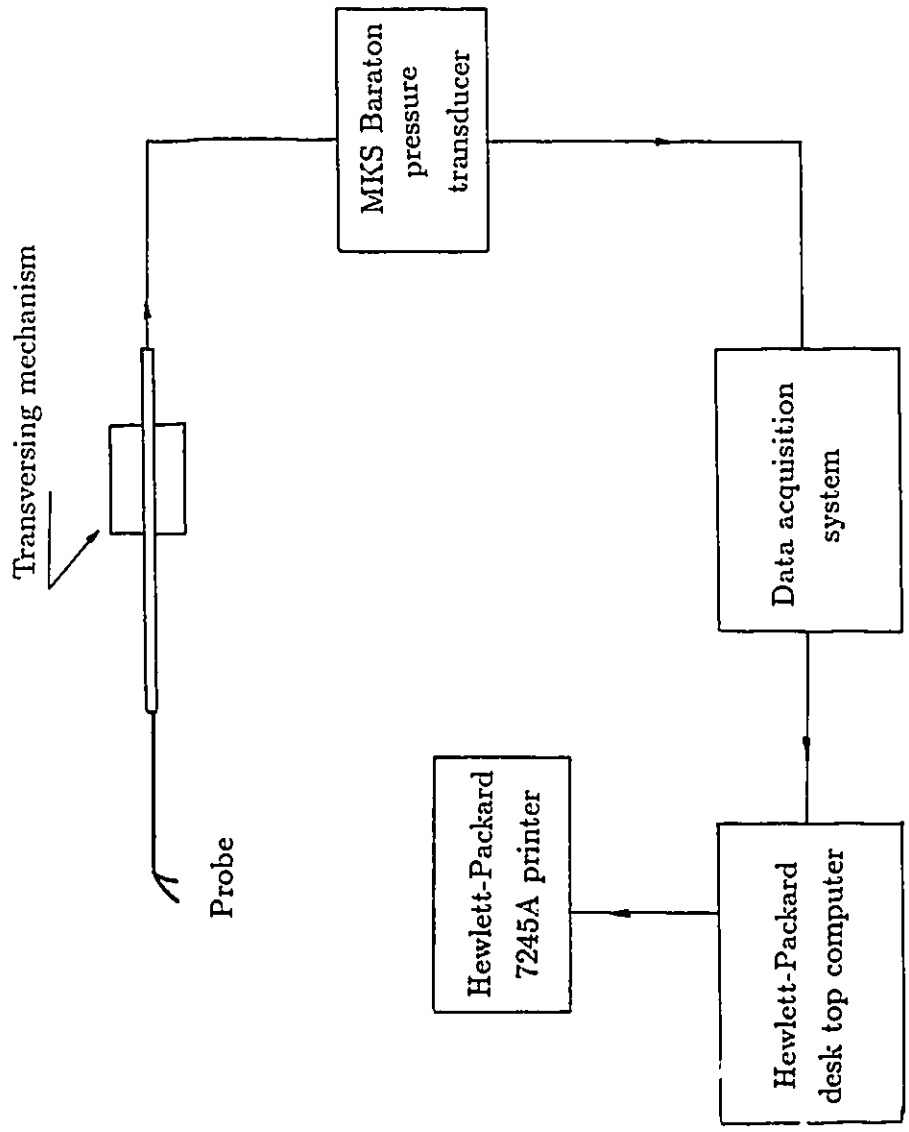 Transversing mechanism
Probe
MKS Baraton
pressure
transducer
Hewlett-Packard
7245A printer
Data acquisition
system
Hewlett-Packard
desk top computer